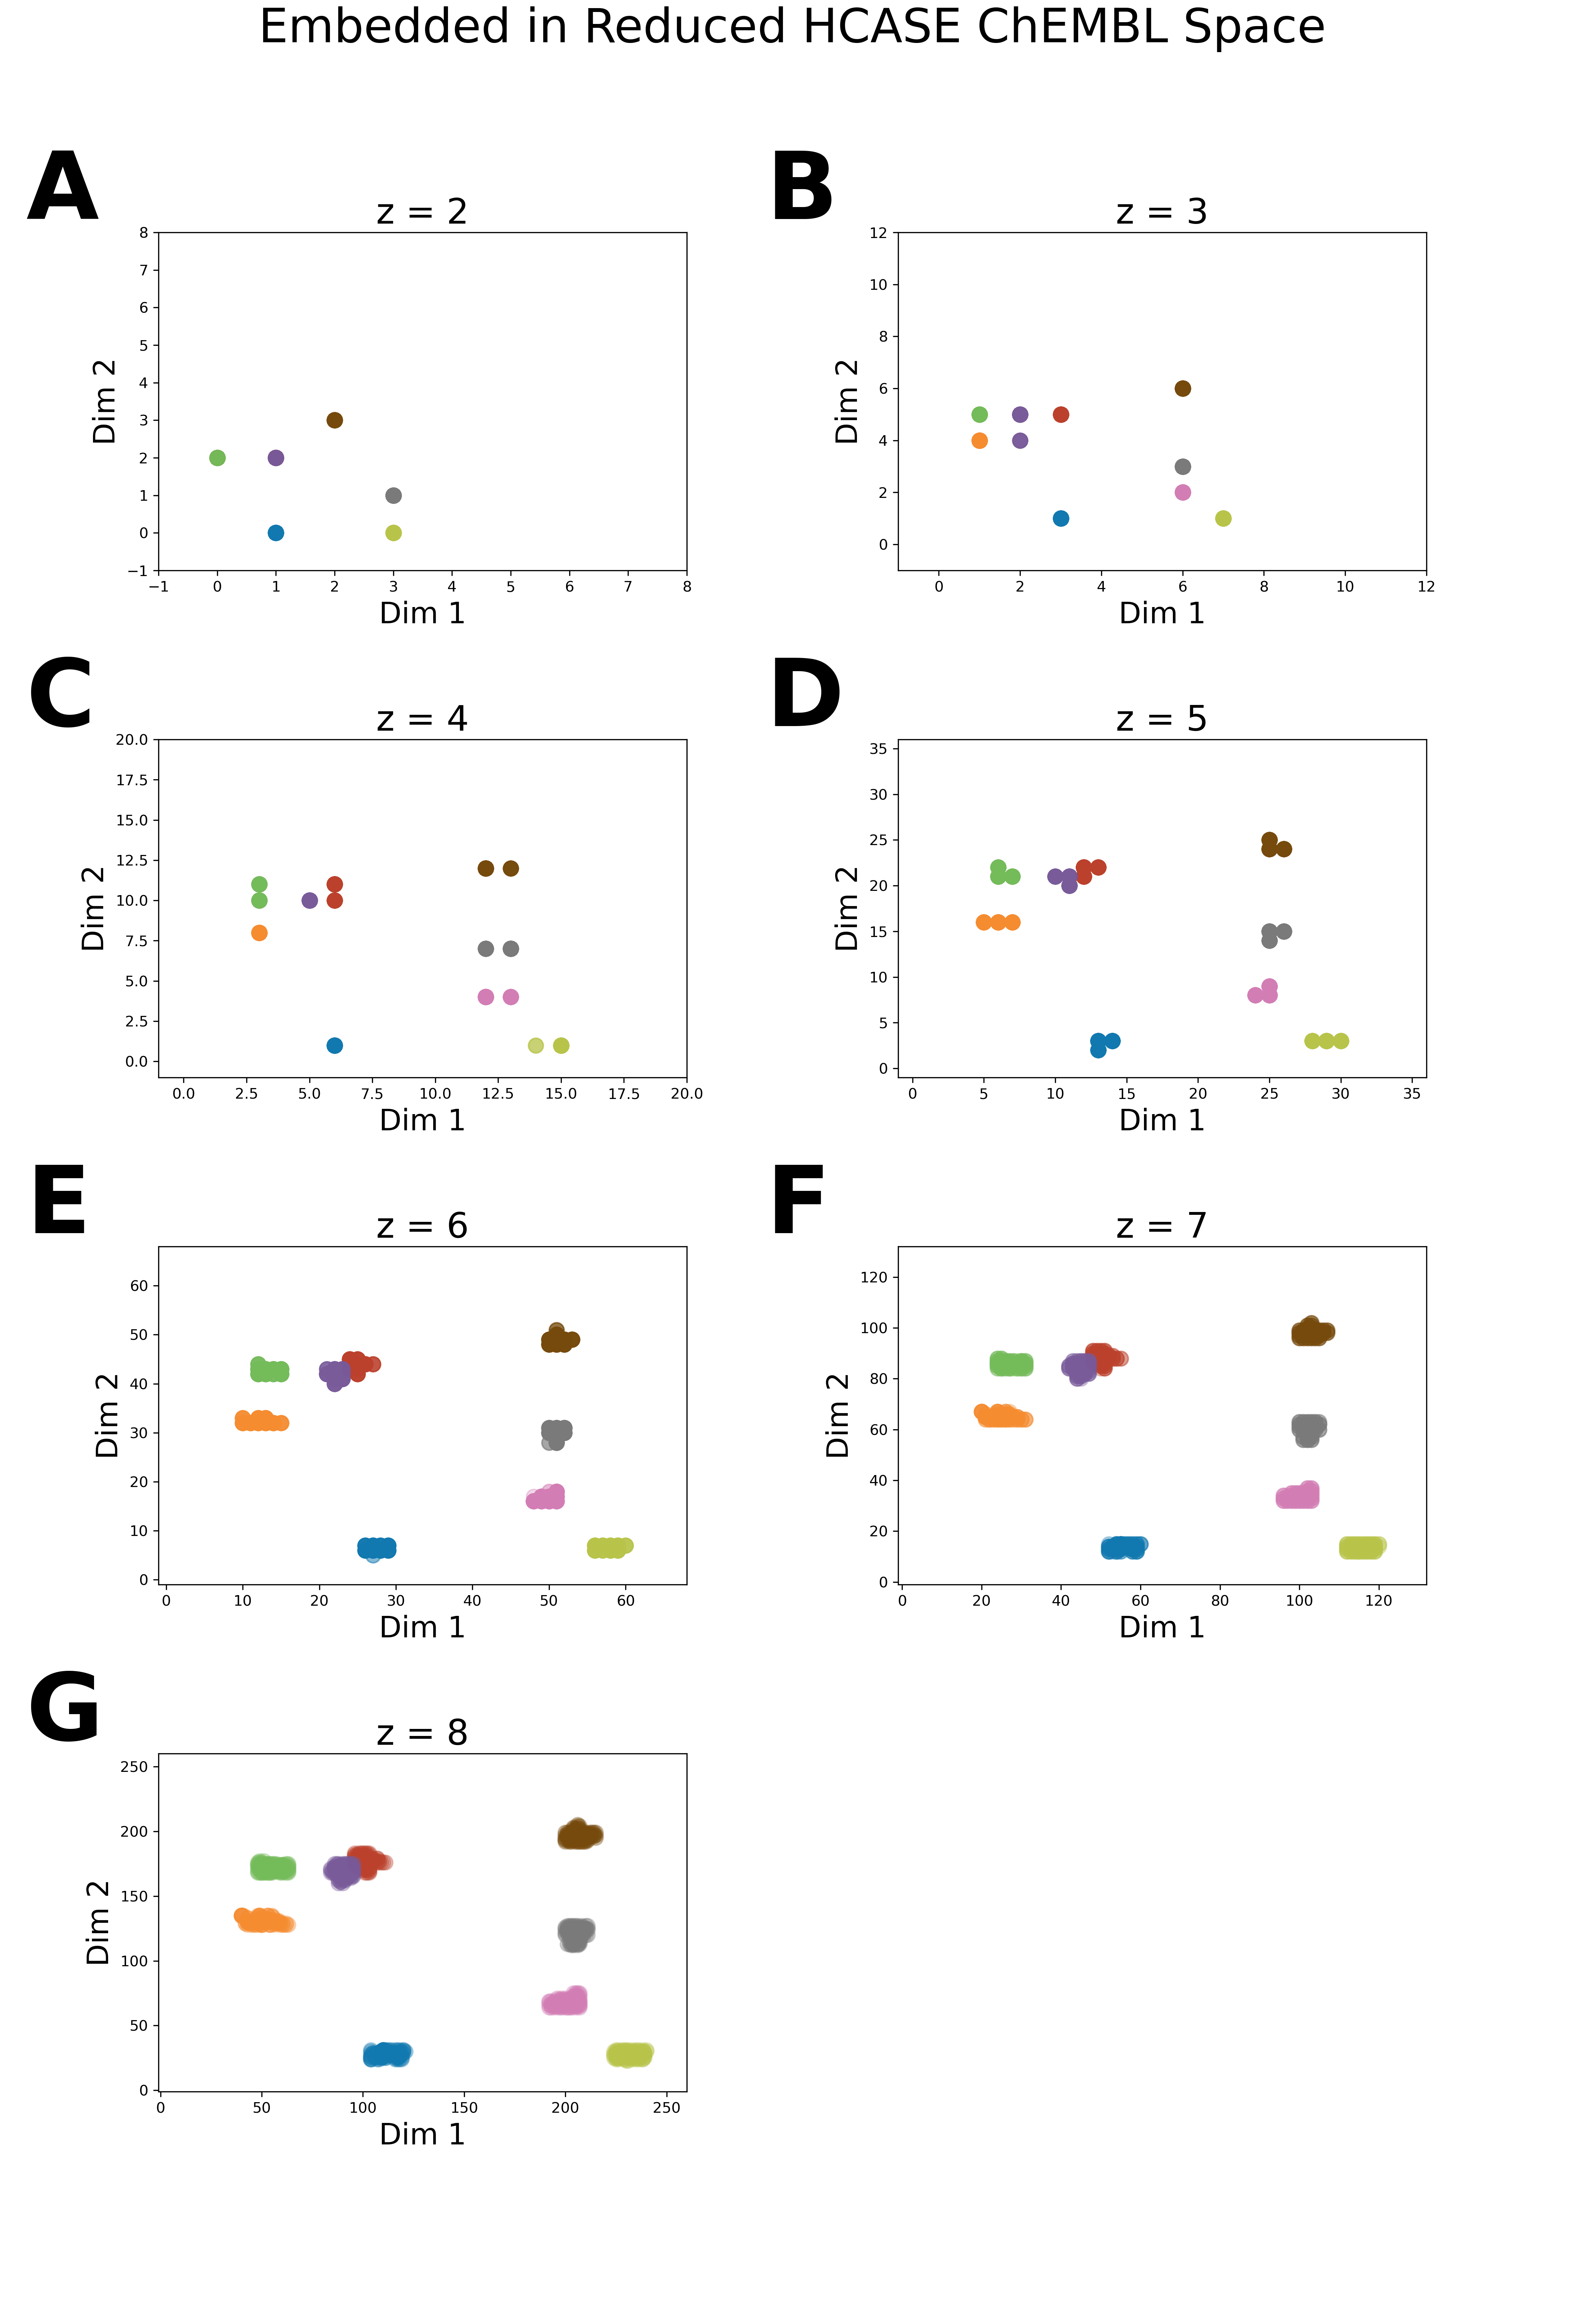 Embedded in Reduced HCASE ChEMBL Space
A
B
z = 2
z = 3
8
7
6
5
4
3
2
1
0
−1
Dim 2
−1 0 1 2 3 4 5 6 7 8
Dim 1
12
10
8
6
4
2
0
Dim 2
0 2 4 6 8 10 12
Dim 1
C
D
z = 4
z = 5
20.0
17.5
15.0
12.5
10.0
7.5
5.0
2.5
0.0
Dim 2
0.0 2.5 5.0 7.5 10.0 12.5 15.0 17.5 20.0
Dim 1
35
30
25
20
15
10
5
0
Dim 2
0 5 10 15 20 25 30 35
Dim 1
E
F
z = 6
z = 7
60
50
40
30
20
10
0
Dim 2
0 10 20 30 40 50 60
Dim 1
120
100
80
60
40
20
0
Dim 2
0 20 40 60 80 100 120
Dim 1
G
z = 8
250
200
150
100
50
0
Dim 2
0 50 100 150 200 250
Dim 1